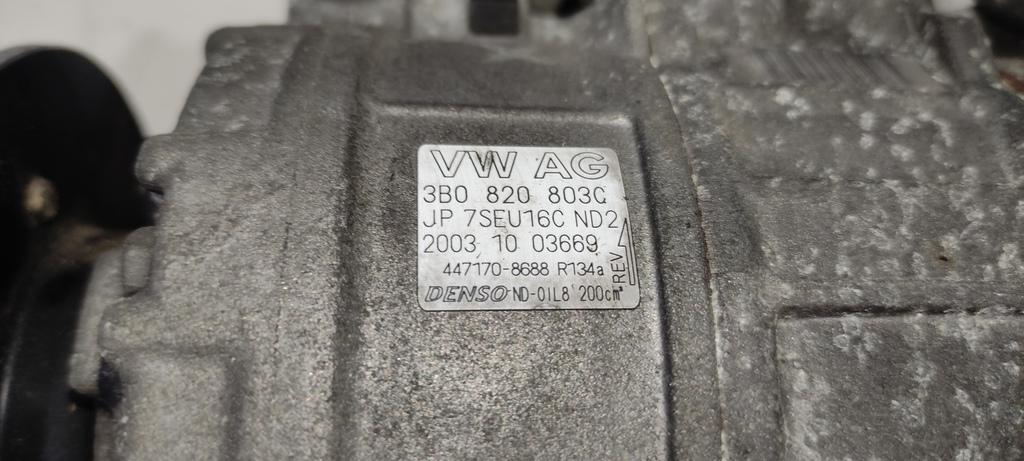 VW AG
3B0 820 803C
JP 7SEU16C ND2
2003 10 03669
447170-8688 R134a
REV
DENSO ND-OIL8 200cm³